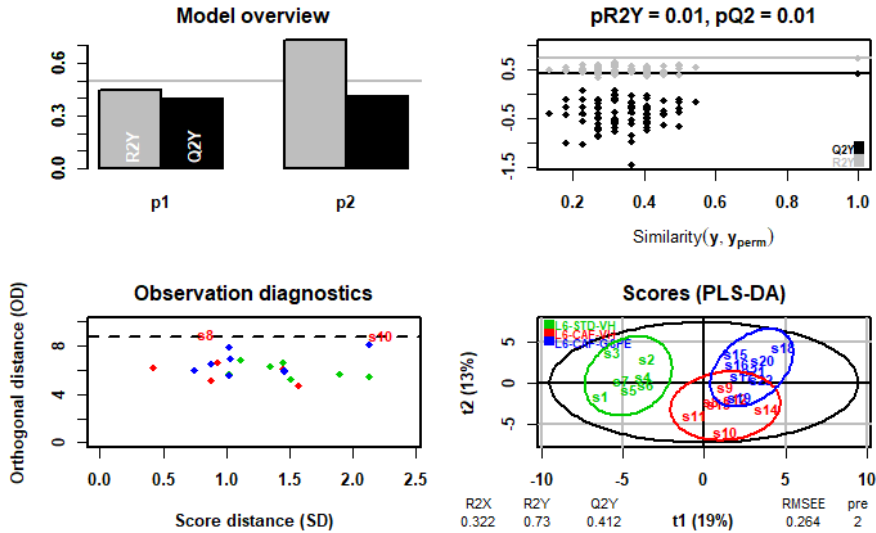 Model overview
0.0 0.3 0.6
R2Y
Q2Y
p1 p2
pR2Y = 0.01, pQ2 = 0.01
0.5
-0.5
-1.5
Q2Y
R2Y
0.2 0.4 0.6 0.8 1.0
Similarity(y, yperm)
Observation diagnostics
Orthogonal distance (OD)
0 4 8
s8
s10
0.0 0.5 1.0 1.5 2.0 2.5
Score distance (SD)
Scores (PLS-DA)
t2 (13%)
5
0
-5
L6-STD-VH
L6-CAF-VH
s3
s2
s7
s4
s5
s6
s1
s15
s18
s16
s20
s19
s9
s11
s14
s10
-10 -5 0 5 10
R2X R2Y Q2Y RMSEE pre
0.322 0.73 0.412 t1 (19%) 0.264 2